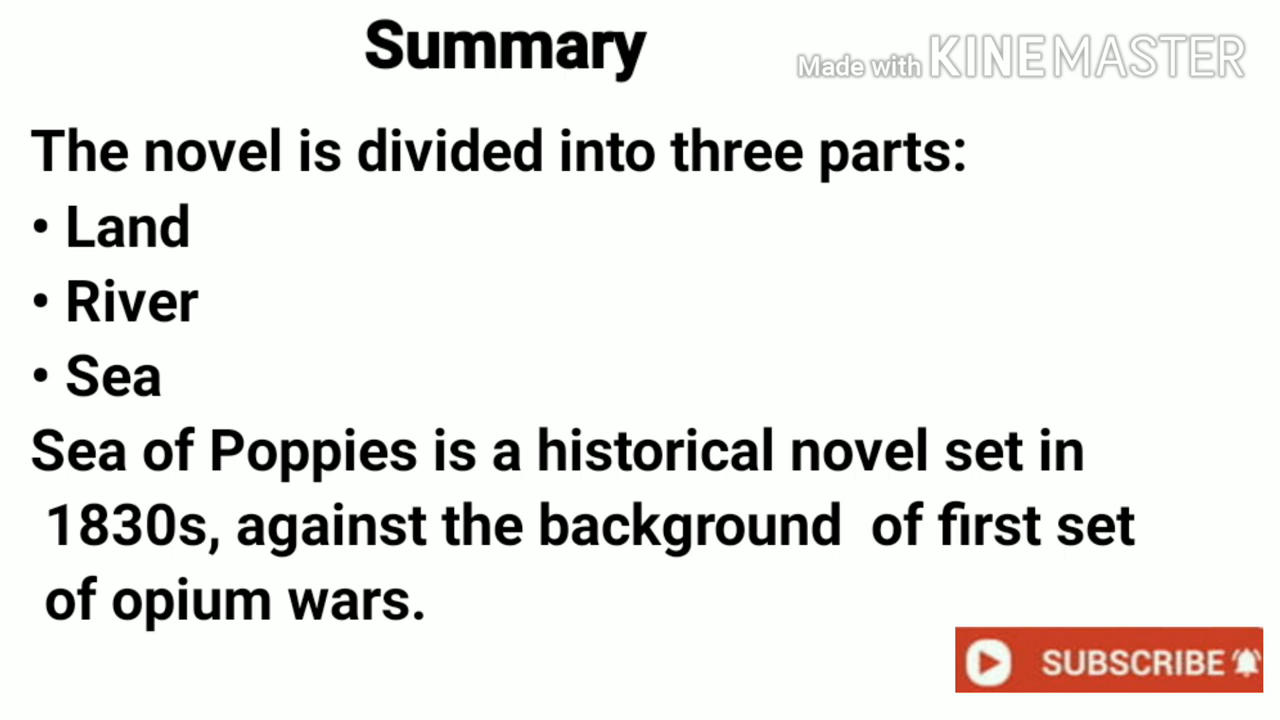 Summary
Made with KINEMASTER
The novel is divided into three parts:
• Land
• River
• Sea
Sea of Poppies is a historical novel set in
1830s, against the background of first set
of opium wars.
SUBSCRIBE